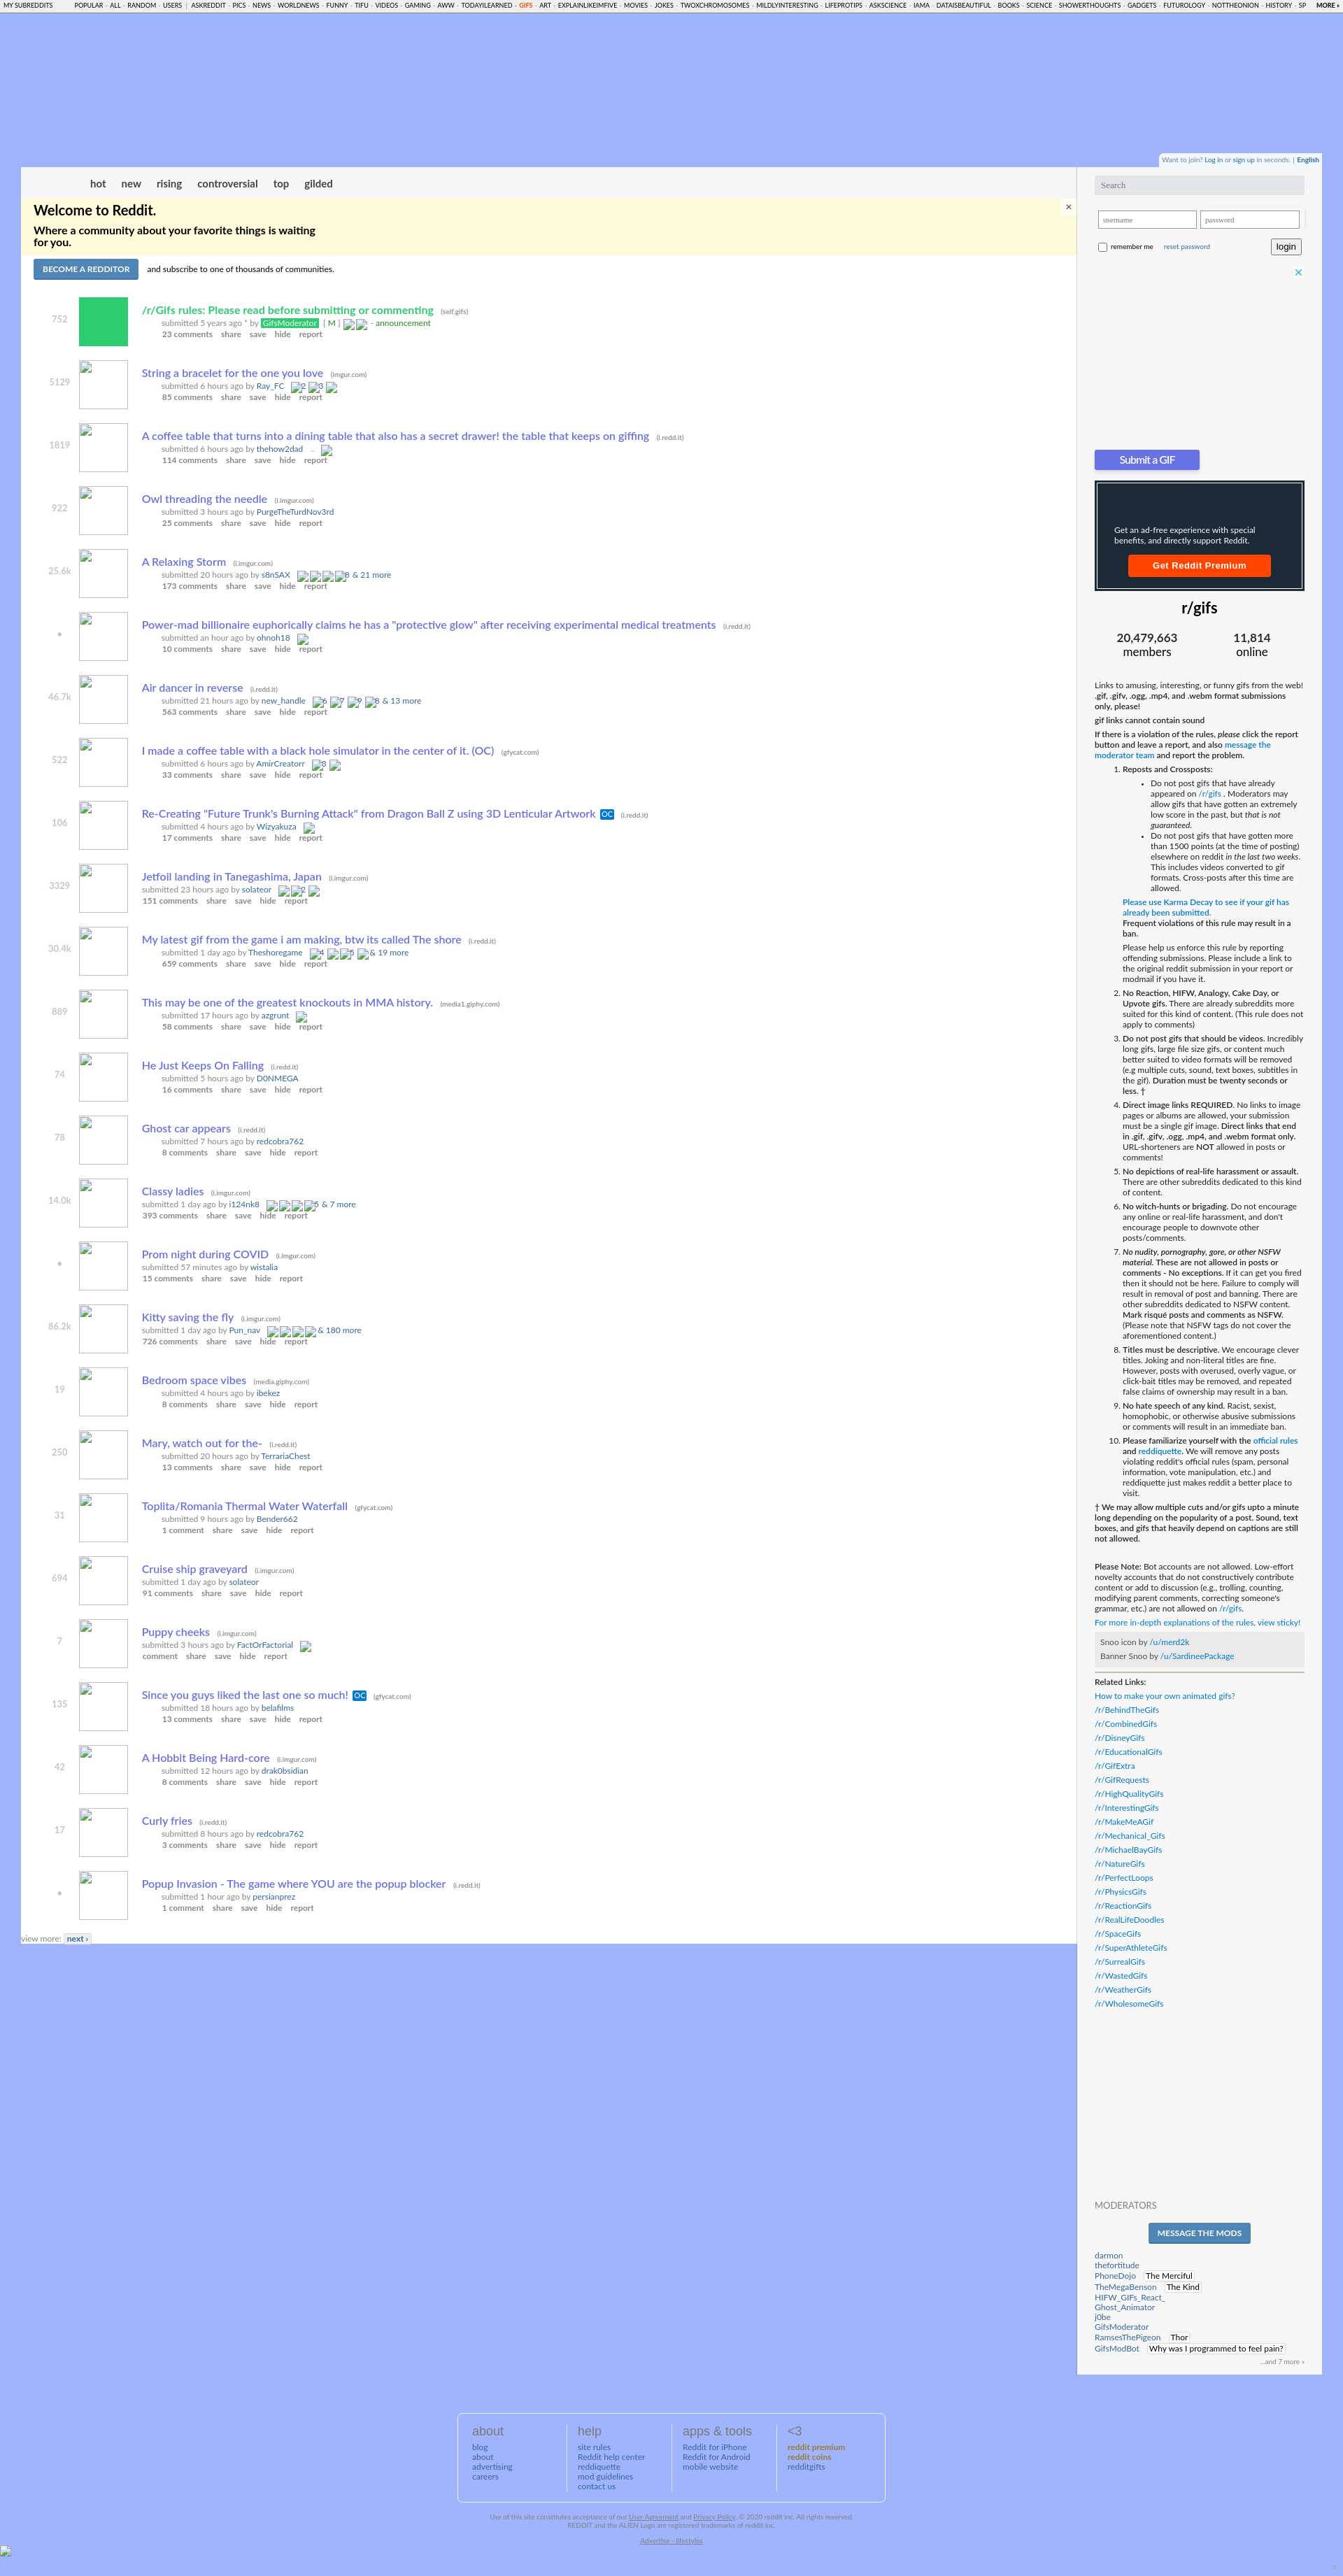 MY SUBREDDITS POPULAR - ALL - RANDOM - USERS | ASKREDDIT - PICS - NEWS - WORLDNEWS - FUNNY - TIFU - VIDEOS - GAMING - AWW - TODAYILEARNED - GIFS - ART - EXPLAINLIKEIMFIVE - MOVIES - JOKES - TWOXCHROMOSOMES - MILDLYINTERESTING - LIFEPROTIPS - ASKSCIENCE - IAMA - DATAISBEAUTIFUL - BOOKS - SCIENCE - SHOWERTHOUGHTS - GADGETS - FUTUROLOGY - NOTTHEONION - HISTORY - SP MORE »
Want to join? Log in or sign up in seconds. | English
hot new rising controversial top gilded
Welcome to Reddit.
Where a community about your favorite things is waiting
for you.
×
BECOME A REDDITOR and subscribe to one of thousands of communities.
752
/r/Gifs rules: Please read before submitting or commenting (self.gifs)
submitted 5 years ago * by GifsModerator [ M ] - announcement
23 comments share save hide report
5129
String a bracelet for the one you love (imgur.com)
submitted 6 hours ago by Ray_FC 2 3
85 comments share save hide report
1819
A coffee table that turns into a dining table that also has a secret drawer! the table that keeps on giffing (i.redd.it)
submitted 6 hours ago by thehow2dad ..
114 comments share save hide report
922
Owl threading the needle (i.imgur.com)
submitted 3 hours ago by PurgeTheTurdNov3rd
25 comments share save hide report
25.6k
A Relaxing Storm (i.imgur.com)
submitted 20 hours ago by s8nSAX 8 & 21 more
173 comments share save hide report
•
Power-mad billionaire euphorically claims he has a "protective glow" after receiving experimental medical treatments (i.redd.it)
submitted an hour ago by ohnoh18
10 comments share save hide report
46.7k
Air dancer in reverse (i.redd.it)
submitted 21 hours ago by new_handle 6 7 9 8 & 13 more
563 comments share save hide report
522
I made a coffee table with a black hole simulator in the center of it. (OC) (gfycat.com)
submitted 6 hours ago by AmirCreatorr 3
33 comments share save hide report
106
Re-Creating "Future Trunk's Burning Attack" from Dragon Ball Z using 3D Lenticular Artwork OC (i.redd.it)
submitted 4 hours ago by Wizyakuza
17 comments share save hide report
3329
Jetfoil landing in Tanegashima, Japan (i.imgur.com)
submitted 23 hours ago by solateor 2
151 comments share save hide report
30.4k
My latest gif from the game i am making, btw its called The shore (i.redd.it)
submitted 1 day ago by Theshoregame 4 5 & 19 more
659 comments share save hide report
889
This may be one of the greatest knockouts in MMA history. (media1.giphy.com)
submitted 17 hours ago by azgrunt
58 comments share save hide report
74
He Just Keeps On Falling (i.redd.it)
submitted 5 hours ago by D0NMEGA
16 comments share save hide report
78
Ghost car appears (i.redd.it)
submitted 7 hours ago by redcobra762
8 comments share save hide report
14.0k
Classy ladies (i.imgur.com)
submitted 1 day ago by i124nk8 5 & 7 more
393 comments share save hide report
•
Prom night during COVID (i.imgur.com)
submitted 57 minutes ago by wistalia
15 comments share save hide report
86.2k
Kitty saving the fly (i.imgur.com)
submitted 1 day ago by Pun_nav & 180 more
726 comments share save hide report
19
Bedroom space vibes (media.giphy.com)
submitted 4 hours ago by ibekez
8 comments share save hide report
250
Mary, watch out for the- (i.redd.it)
submitted 20 hours ago by TerrariaChest
13 comments share save hide report
31
Toplita/Romania Thermal Water Waterfall (gfycat.com)
submitted 9 hours ago by Bender662
1 comment share save hide report
694
Cruise ship graveyard (i.imgur.com)
submitted 1 day ago by solateor
91 comments share save hide report
7
Puppy cheeks (i.imgur.com)
submitted 3 hours ago by FactOrFactorial
comment share save hide report
135
Since you guys liked the last one so much! OC (gfycat.com)
submitted 18 hours ago by belafilms
13 comments share save hide report
42
A Hobbit Being Hard-core (i.imgur.com)
submitted 12 hours ago by drak0bsidian
8 comments share save hide report
17
Curly fries (i.redd.it)
submitted 8 hours ago by redcobra762
3 comments share save hide report
•
Popup Invasion - The game where YOU are the popup blocker (i.redd.it)
submitted 1 hour ago by persianprez
1 comment share save hide report
view more: next ›
Search
username password
remember me reset password login
Submit a GIF
Get an ad-free experience with special
benefits, and directly support Reddit.
Get Reddit Premium
r/gifs
20,479,663 11,814
members online
Links to amusing, interesting, or funny gifs from the web!
.gif, .gifv, .ogg, .mp4, and .webm format submissions
only, please!
gif links cannot contain sound
If there is a violation of the rules, please click the report
button and leave a report, and also message the
moderator team and report the problem.
1. Reposts and Crossposts:
• Do not post gifs that have already
appeared on /r/gifs . Moderators may
allow gifs that have gotten an extremely
low score in the past, but that is not
guaranteed.
• Do not post gifs that have gotten more
than 1500 points (at the time of posting)
elsewhere on reddit in the last two weeks.
This includes videos converted to gif
formats. Cross-posts after this time are
allowed.
Please use Karma Decay to see if your gif has
already been submitted.
Frequent violations of this rule may result in a
ban.
Please help us enforce this rule by reporting
offending submissions. Please include a link to
the original reddit submission in your report or
modmail if you have it.
2. No Reaction, HIFW, Analogy, Cake Day, or
Upvote gifs. There are already subreddits more
suited for this kind of content. (This rule does not
apply to comments)
3. Do not post gifs that should be videos. Incredibly
long gifs, large file size gifs, or content much
better suited to video formats will be removed
(e.g multiple cuts, sound, text boxes, subtitles in
the gif). Duration must be twenty seconds or
less. †
4. Direct image links REQUIRED. No links to image
pages or albums are allowed, your submission
must be a single gif image. Direct links that end
in .gif, .gifv, .ogg, .mp4, and .webm format only.
URL-shorteners are NOT allowed in posts or
comments!
5. No depictions of real-life harassment or assault.
There are other subreddits dedicated to this kind
of content.
6. No witch-hunts or brigading. Do not encourage
any online or real-life harassment, and don't
encourage people to downvote other
posts/comments.
7. No nudity, pornography, gore, or other NSFW
material. These are not allowed in posts or
comments - No exceptions. If it can get you fired
then it should not be here. Failure to comply will
result in removal of post and banning. There are
other subreddits dedicated to NSFW content.
Mark risqué posts and comments as NSFW.
(Please note that NSFW tags do not cover the
aforementioned content.)
8. Titles must be descriptive. We encourage clever
titles. Joking and non-literal titles are fine.
However, posts with overused, overly vague, or
click-bait titles may be removed, and repeated
false claims of ownership may result in a ban.
9. No hate speech of any kind. Racist, sexist,
homophobic, or otherwise abusive submissions
or comments will result in an immediate ban.
10. Please familiarize yourself with the official rules
and reddiquette. We will remove any posts
violating reddit's official rules (spam, personal
information, vote manipulation, etc.) and
reddiquette just makes reddit a better place to
visit.
† We may allow multiple cuts and/or gifs upto a minute
long depending on the popularity of a post. Sound, text
boxes, and gifs that heavily depend on captions are still
not allowed.
Please Note: Bot accounts are not allowed. Low-effort
novelty accounts that do not constructively contribute
content or add to discussion (e.g., trolling, counting,
modifying parent comments, correcting someone's
grammar, etc.) are not allowed on /r/gifs.
For more in-depth explanations of the rules, view sticky!
Snoo icon by /u/merd2k
Banner Snoo by /u/SardineePackage
Related Links:
How to make your own animated gifs?
/r/BehindTheGifs
/r/CombinedGifs
/r/DisneyGifs
/r/EducationalGifs
/r/GifExtra
/r/GifRequests
/r/HighQualityGifs
/r/InterestingGifs
/r/MakeMeAGif
/r/Mechanical_Gifs
/r/MichaelBayGifs
/r/NatureGifs
/r/PerfectLoops
/r/PhysicsGifs
/r/ReactionGifs
/r/RealLifeDoodles
/r/SpaceGifs
/r/SuperAthleteGifs
/r/SurrealGifs
/r/WastedGifs
/r/WeatherGifs
/r/WholesomeGifs
MODERATORS
MESSAGE THE MODS
darmon
thefortitude
PhoneDojo The Merciful
TheMegaBenson The Kind
HIFW_GIFs_React_
Ghost_Animator
j0be
GifsModerator
RamsesThePigeon Thor
GifsModBot Why was I programmed to feel pain?
...and 7 more »
about
blog
about
advertising
careers
help
site rules
Reddit help center
reddiquette
mod guidelines
contact us
apps & tools
Reddit for iPhone
Reddit for Android
mobile website
<3
reddit premium
reddit coins
redditgifts
Use of this site constitutes acceptance of our User Agreement and Privacy Policy. © 2020 reddit inc. All rights reserved.
REDDIT and the ALIEN Logo are registered trademarks of reddit inc.
Advertise - lifestyles